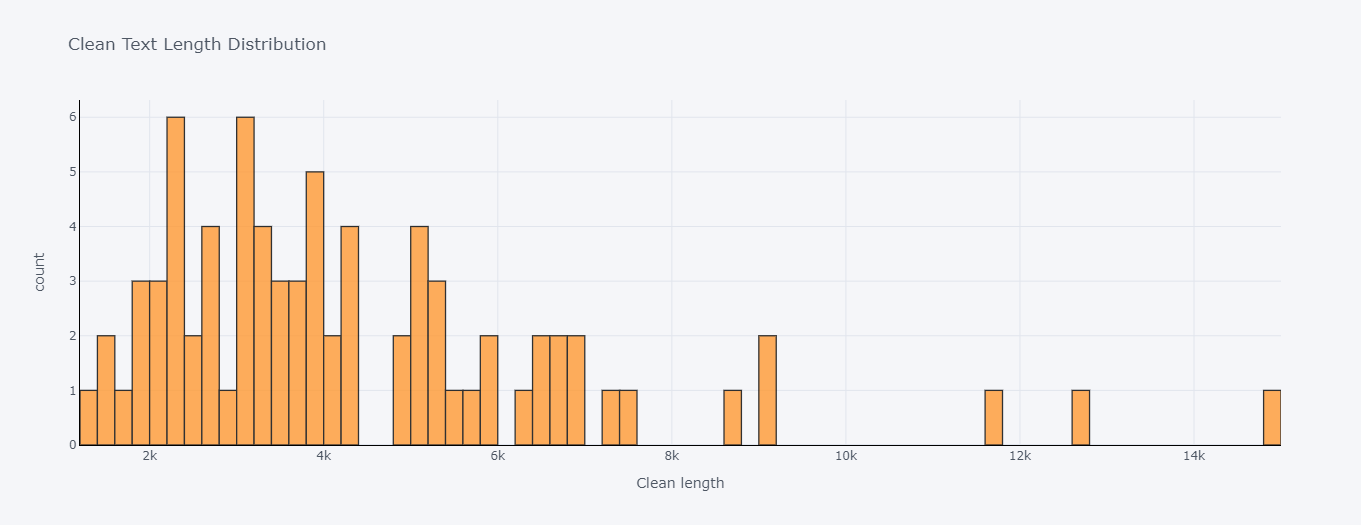 Clean Text Length Distribution
6
5
4
3
2
1
0
count
2k
4k
6k
8k
10k
12k
14k
Clean length